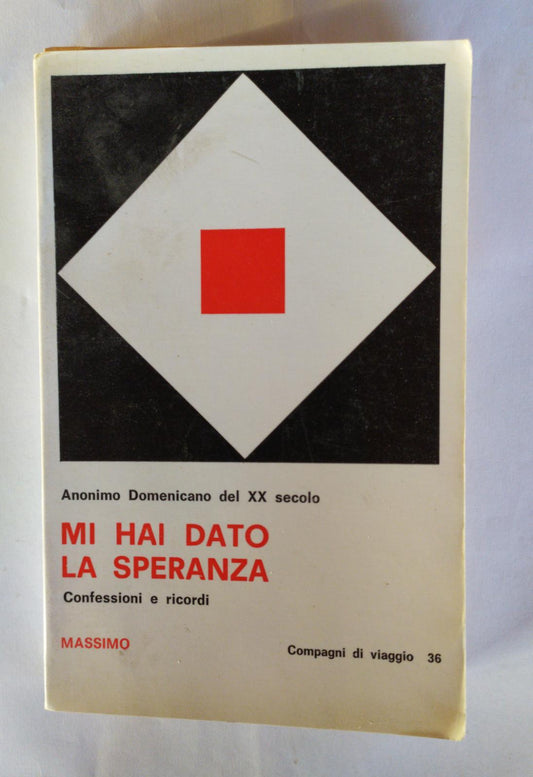 Anonimo Domenicano del XX secolo
MI HAI DATO
LA SPERANZA
Confessioni e ricordi
MASSIMO
Compagni di viaggio 36